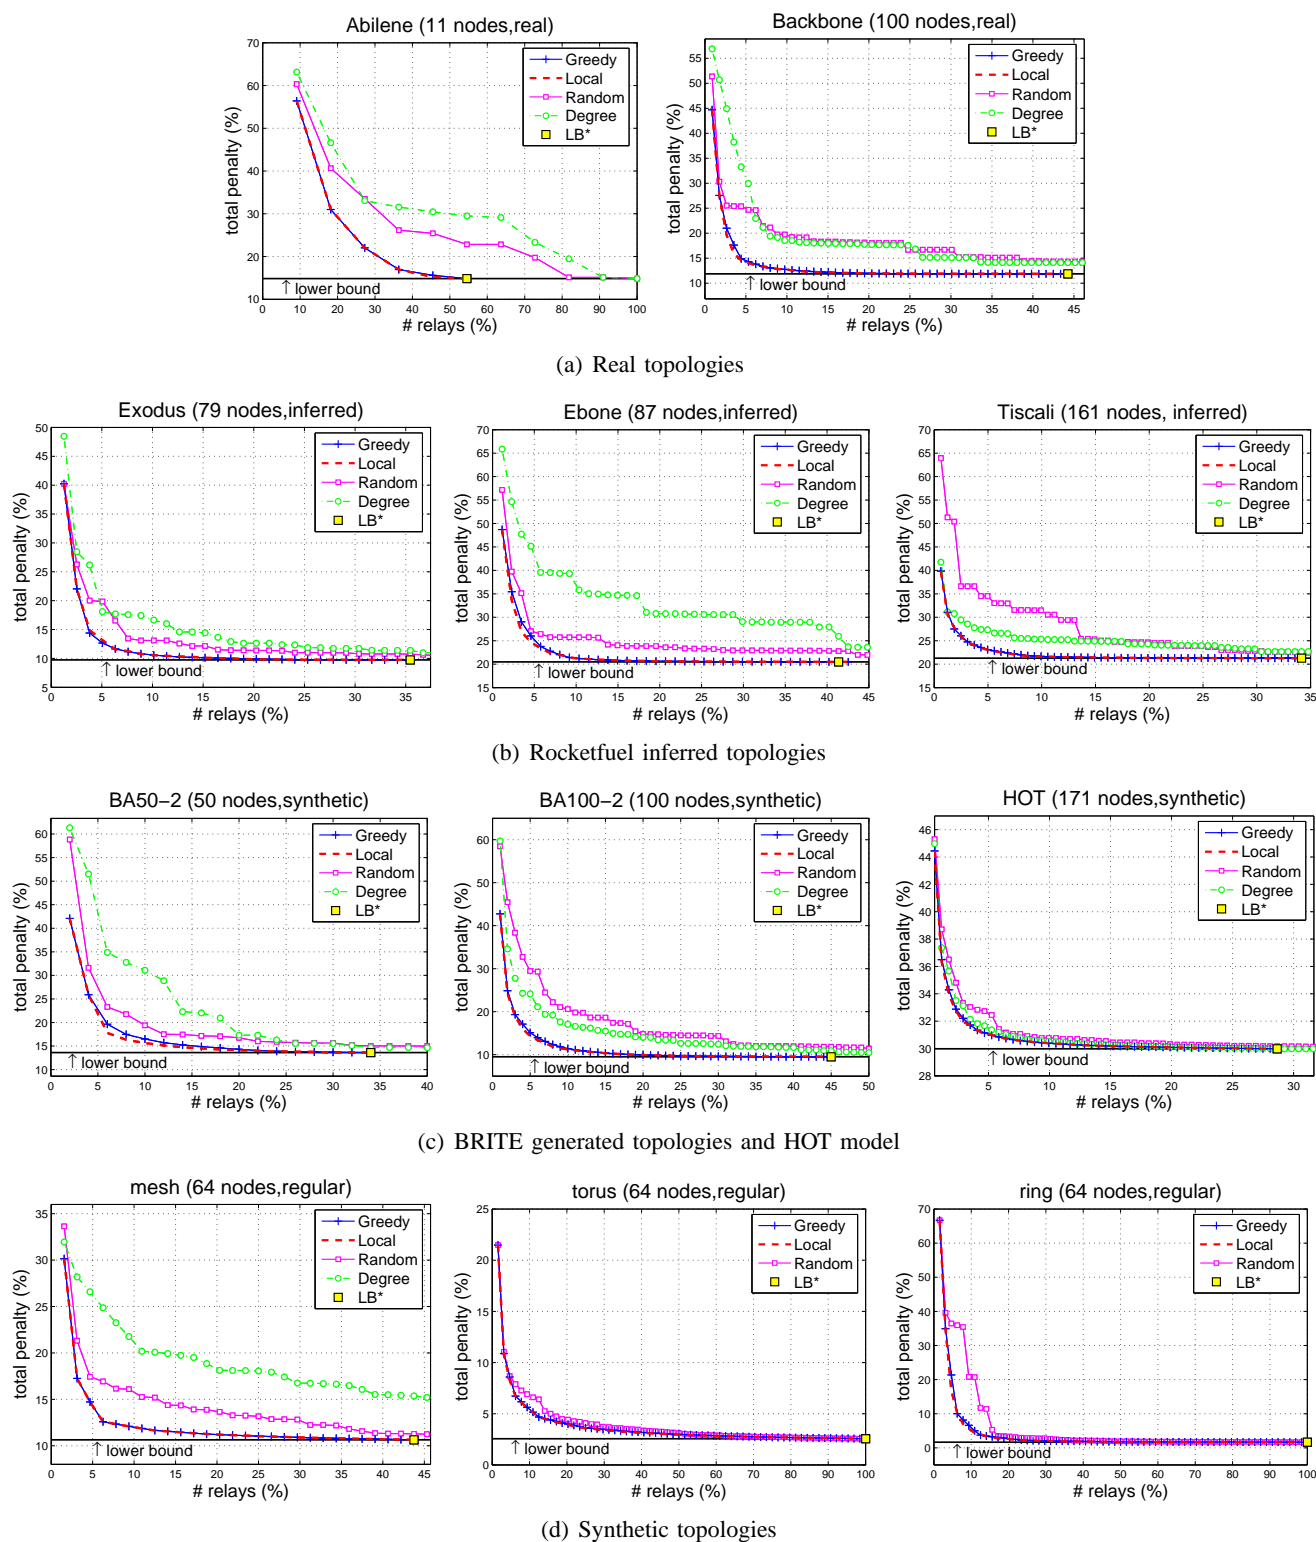 Abilene (11 nodes,real)
total penalty (%)
70
60
50
40
30
20
10
0 10 20 30 40 50 60 70 80 90 100
# relays (%)
Greedy
Local
Random
Degree
LB*
↑ lower bound
Backbone (100 nodes,real)
total penalty (%)
55
50
45
40
35
30
25
20
15
10
0 5 10 15 20 25 30 35 40 45
# relays (%)
Greedy
Local
Random
Degree
LB*
↑ lower bound
(a) Real topologies
Exodus (79 nodes,inferred)
total penalty (%)
50
45
40
35
30
25
20
15
10
5
0 5 10 15 20 25 30 35
# relays (%)
Greedy
Local
Random
Degree
LB*
↑ lower bound
Ebone (87 nodes,inferred)
total penalty (%)
70
65
60
55
50
45
40
35
30
25
20
15
0 5 10 15 20 25 30 35 40 45
# relays (%)
Greedy
Local
Random
Degree
LB*
↑ lower bound
Tiscali (161 nodes, inferred)
total penalty (%)
70
65
60
55
50
45
40
35
30
25
20
15
0 5 10 15 20 25 30 35
# relays (%)
Greedy
Local
Random
Degree
LB*
↑ lower bound
(b) Rocketfuel inferred topologies
BA50−2 (50 nodes,synthetic)
total penalty (%)
60
55
50
45
40
35
30
25
20
15
10
0 5 10 15 20 25 30 35 40
# relays (%)
Greedy
Local
Random
Degree
LB*
↑ lower bound
BA100−2 (100 nodes,synthetic)
total penalty (%)
60
50
40
30
20
10
0 5 10 15 20 25 30 35 40 45 50
# relays (%)
Greedy
Local
Random
Degree
LB*
↑ lower bound
HOT (171 nodes,synthetic)
total penalty (%)
46
44
42
40
38
36
34
32
30
28
5 10 15 20 25 30
# relays (%)
Greedy
Local
Random
Degree
LB*
↑ lower bound
(c) BRITE generated topologies and HOT model
mesh (64 nodes,regular)
total penalty (%)
35
30
25
20
15
10
0 5 10 15 20 25 30 35 40 45
# relays (%)
Greedy
Local
Random
Degree
LB*
↑ lower bound
torus (64 nodes,regular)
total penalty (%)
25
20
15
10
5
0
0 10 20 30 40 50 60 70 80 90 100
# relays (%)
Greedy
Local
Random
LB*
↑ lower bound
ring (64 nodes,regular)
total penalty (%)
70
60
50
40
30
20
10
0
0 10 20 30 40 50 60 70 80 90 100
# relays (%)
Greedy
Local
Random
LB*
↑ lower bound
(d) Synthetic topologies